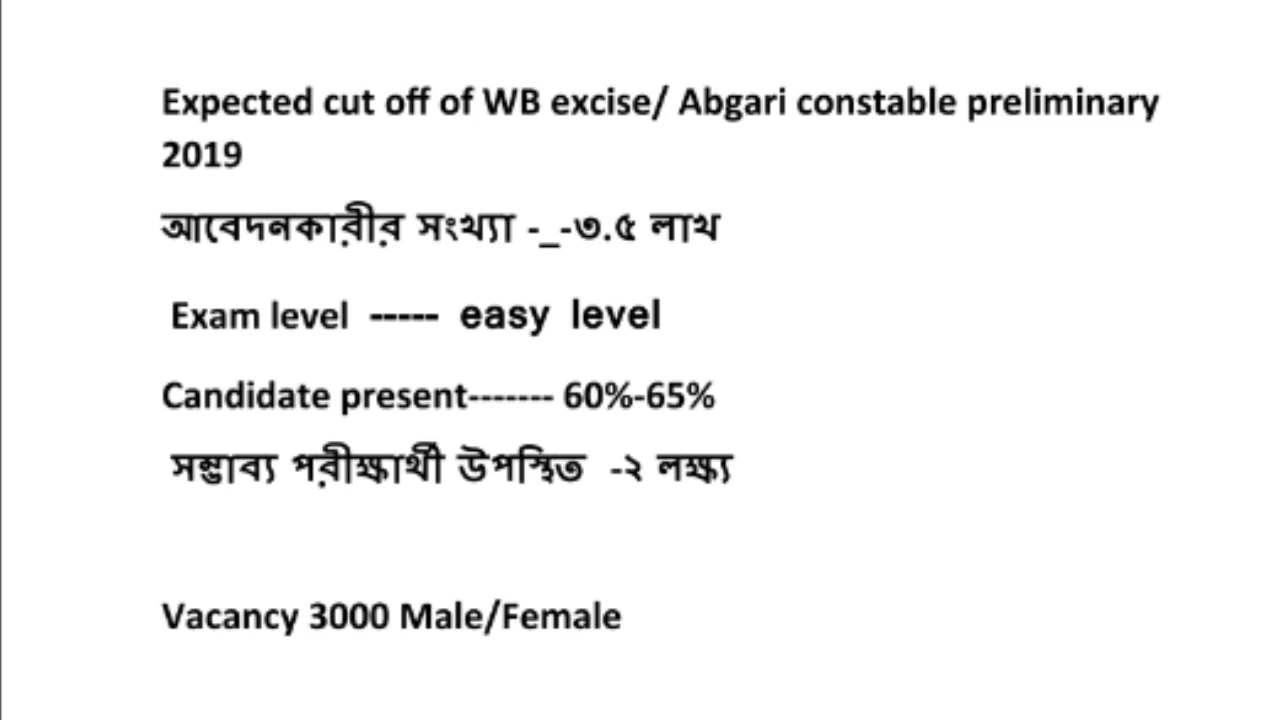 Expected cut off of WB excise/ Abgari constable preliminary
2019
আবেদনকারীর সংখ্যা -_-৩.৫ লাখ
Exam level ----- easy level
Candidate present------- 60%-65%
সম্ভাব্য পরীক্ষার্থী উপস্থিত -২ লক্ষ্য
Vacancy 3000 Male/Female